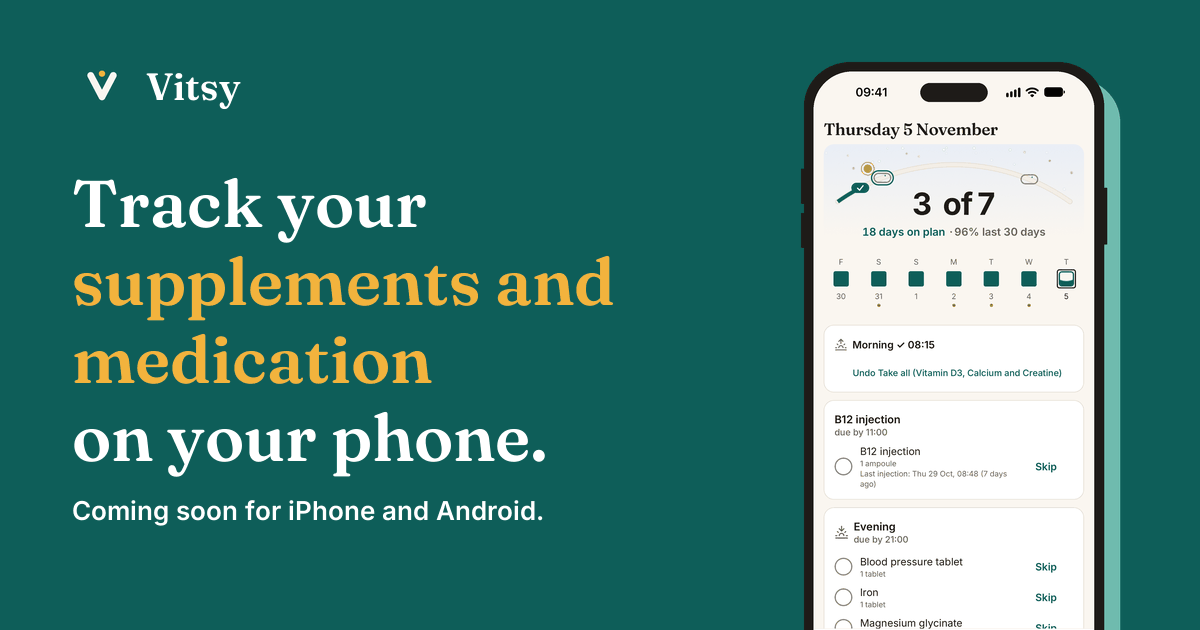 Vitsy
Track your
supplements and
medication
on your phone.
Coming soon for iPhone and Android.
09:41
Thursday 5 November
3 of 7
18 days on plan · 96% last 30 days
F S S M T W T
30 31 1 2 3 4 5
Morning ✓ 08:15
Undo Take all (Vitamin D3, Calcium and Creatine)
B12 injection
due by 11:00
B12 injection
1 ampoule
Last injection: Thu 29 Oct, 08:48 (7 days
ago)
Skip
Evening
due by 21:00
Blood pressure tablet
1 tablet
Skip
Iron
1 tablet
Skip
Magnesium glycinate
Skip